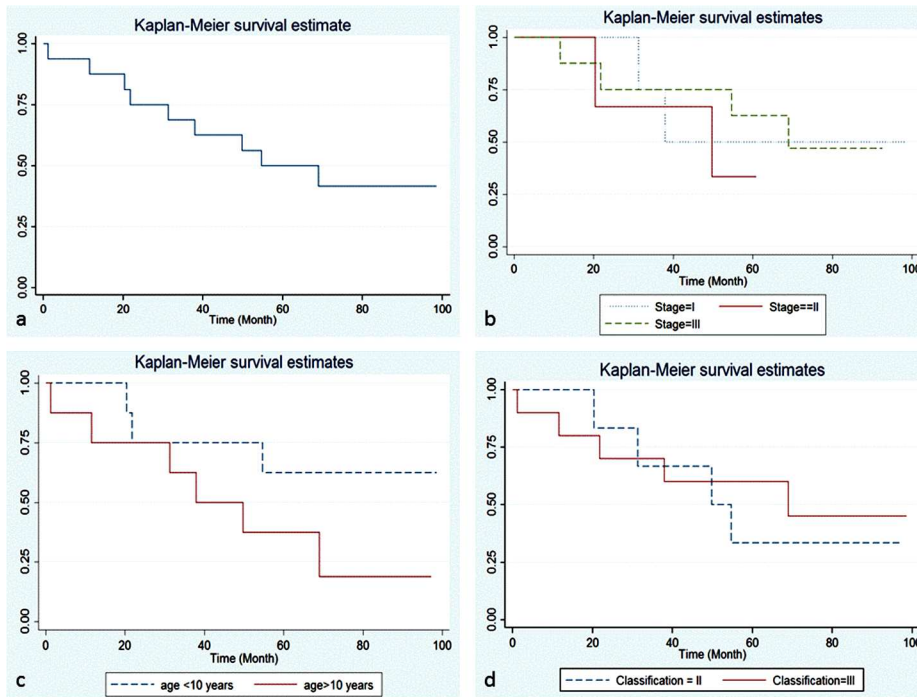 Kaplan-Meier survival estimate
1.00
0.75
0.50
0.25
0.00
0 20 40 60 80 100
Time (Month)
a
Kaplan-Meier survival estimates
1.00
0.75
0.50
0.25
0.00
0 20 40 60 80 100
Time (Month)
Stage=I Stage==II
Stage=III
b
Kaplan-Meier survival estimates
1.00
0.75
0.50
0.25
0.00
0 20 40 60 80 100
Time (Month)
age <10 years age>10 years
c
Kaplan-Meier survival estimates
1.00
0.75
0.50
0.25
0.00
0 20 40 60 80 100
Time (Month)
Classification = II Classification=III
d